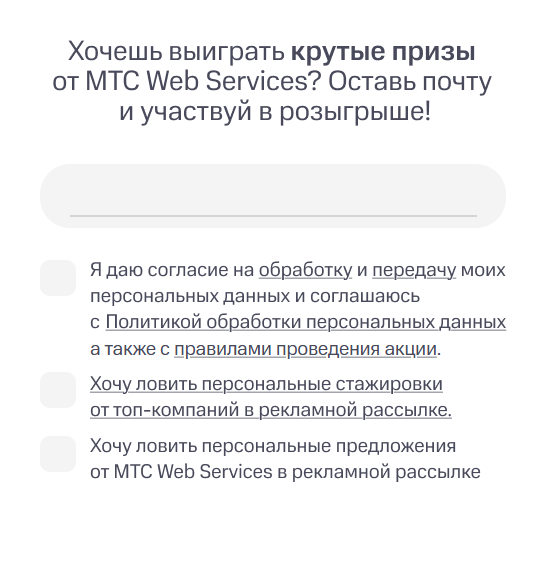 Хочешь выиграть крутые призы
от МТС Web Services? Оставь почту
и участвуй в розыгрыше!
Я даю согласие на обработку и передачу моих
персональных данных и соглашаюсь
с Политикой обработки персональных данных
а также с правилами проведения акции.
Хочу ловить персональные стажировки
от топ-компаний в рекламной рассылке.
Хочу ловить персональные предложения
от МТС Web Services в рекламной рассылке